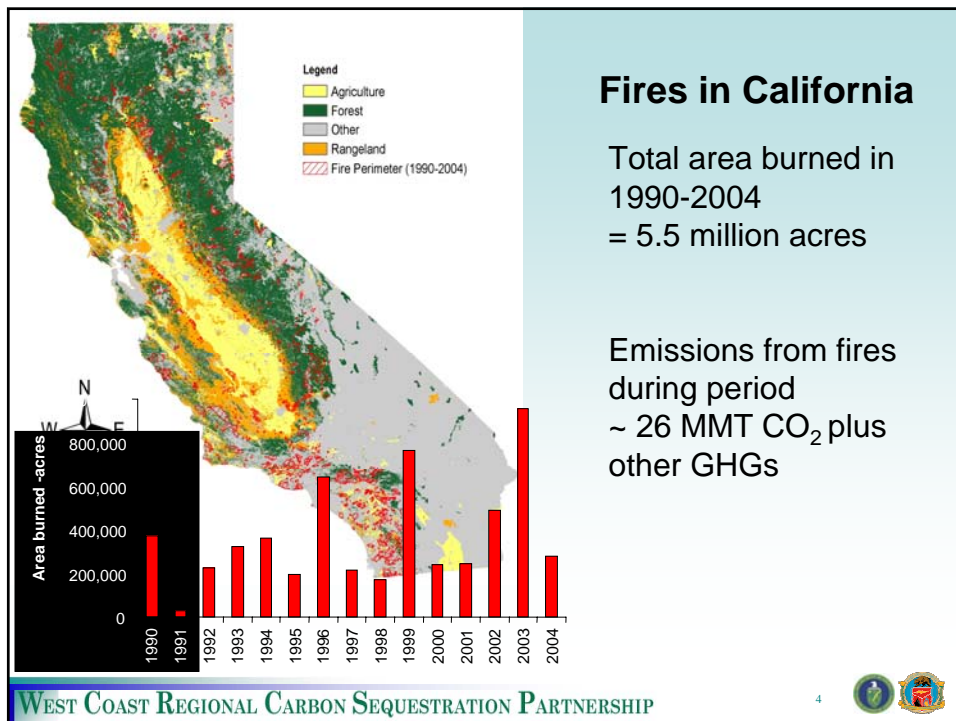 Fires in California
Total area burned in
1990-2004
= 5.5 million acres
Emissions from fires
during period
~ 26 MMT CO2 plus
other GHGs
Legend
Agriculture
Forest
Other
Rangeland
Fire Perimeter (1990-2004)
N
W E
Area burned -acres
800,000
600,000
400,000
200,000
0
1990
1991
1992
1993
1994
1995
1996
1997
1998
1999
2000
2001
2002
2003
2004
WEST COAST REGIONAL CARBON SEQUESTRATION PARTNERSHIP
4